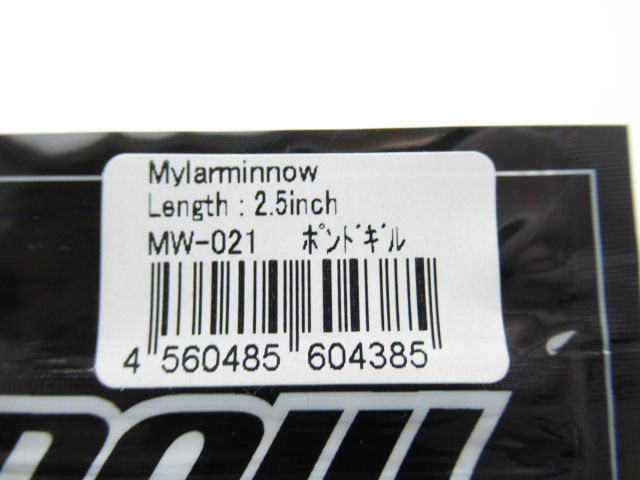 Mylarminnow
Length : 2.5inch
MW-021 ﾎﾟﾝﾄﾞｷﾞﾙ
4 560485 604385